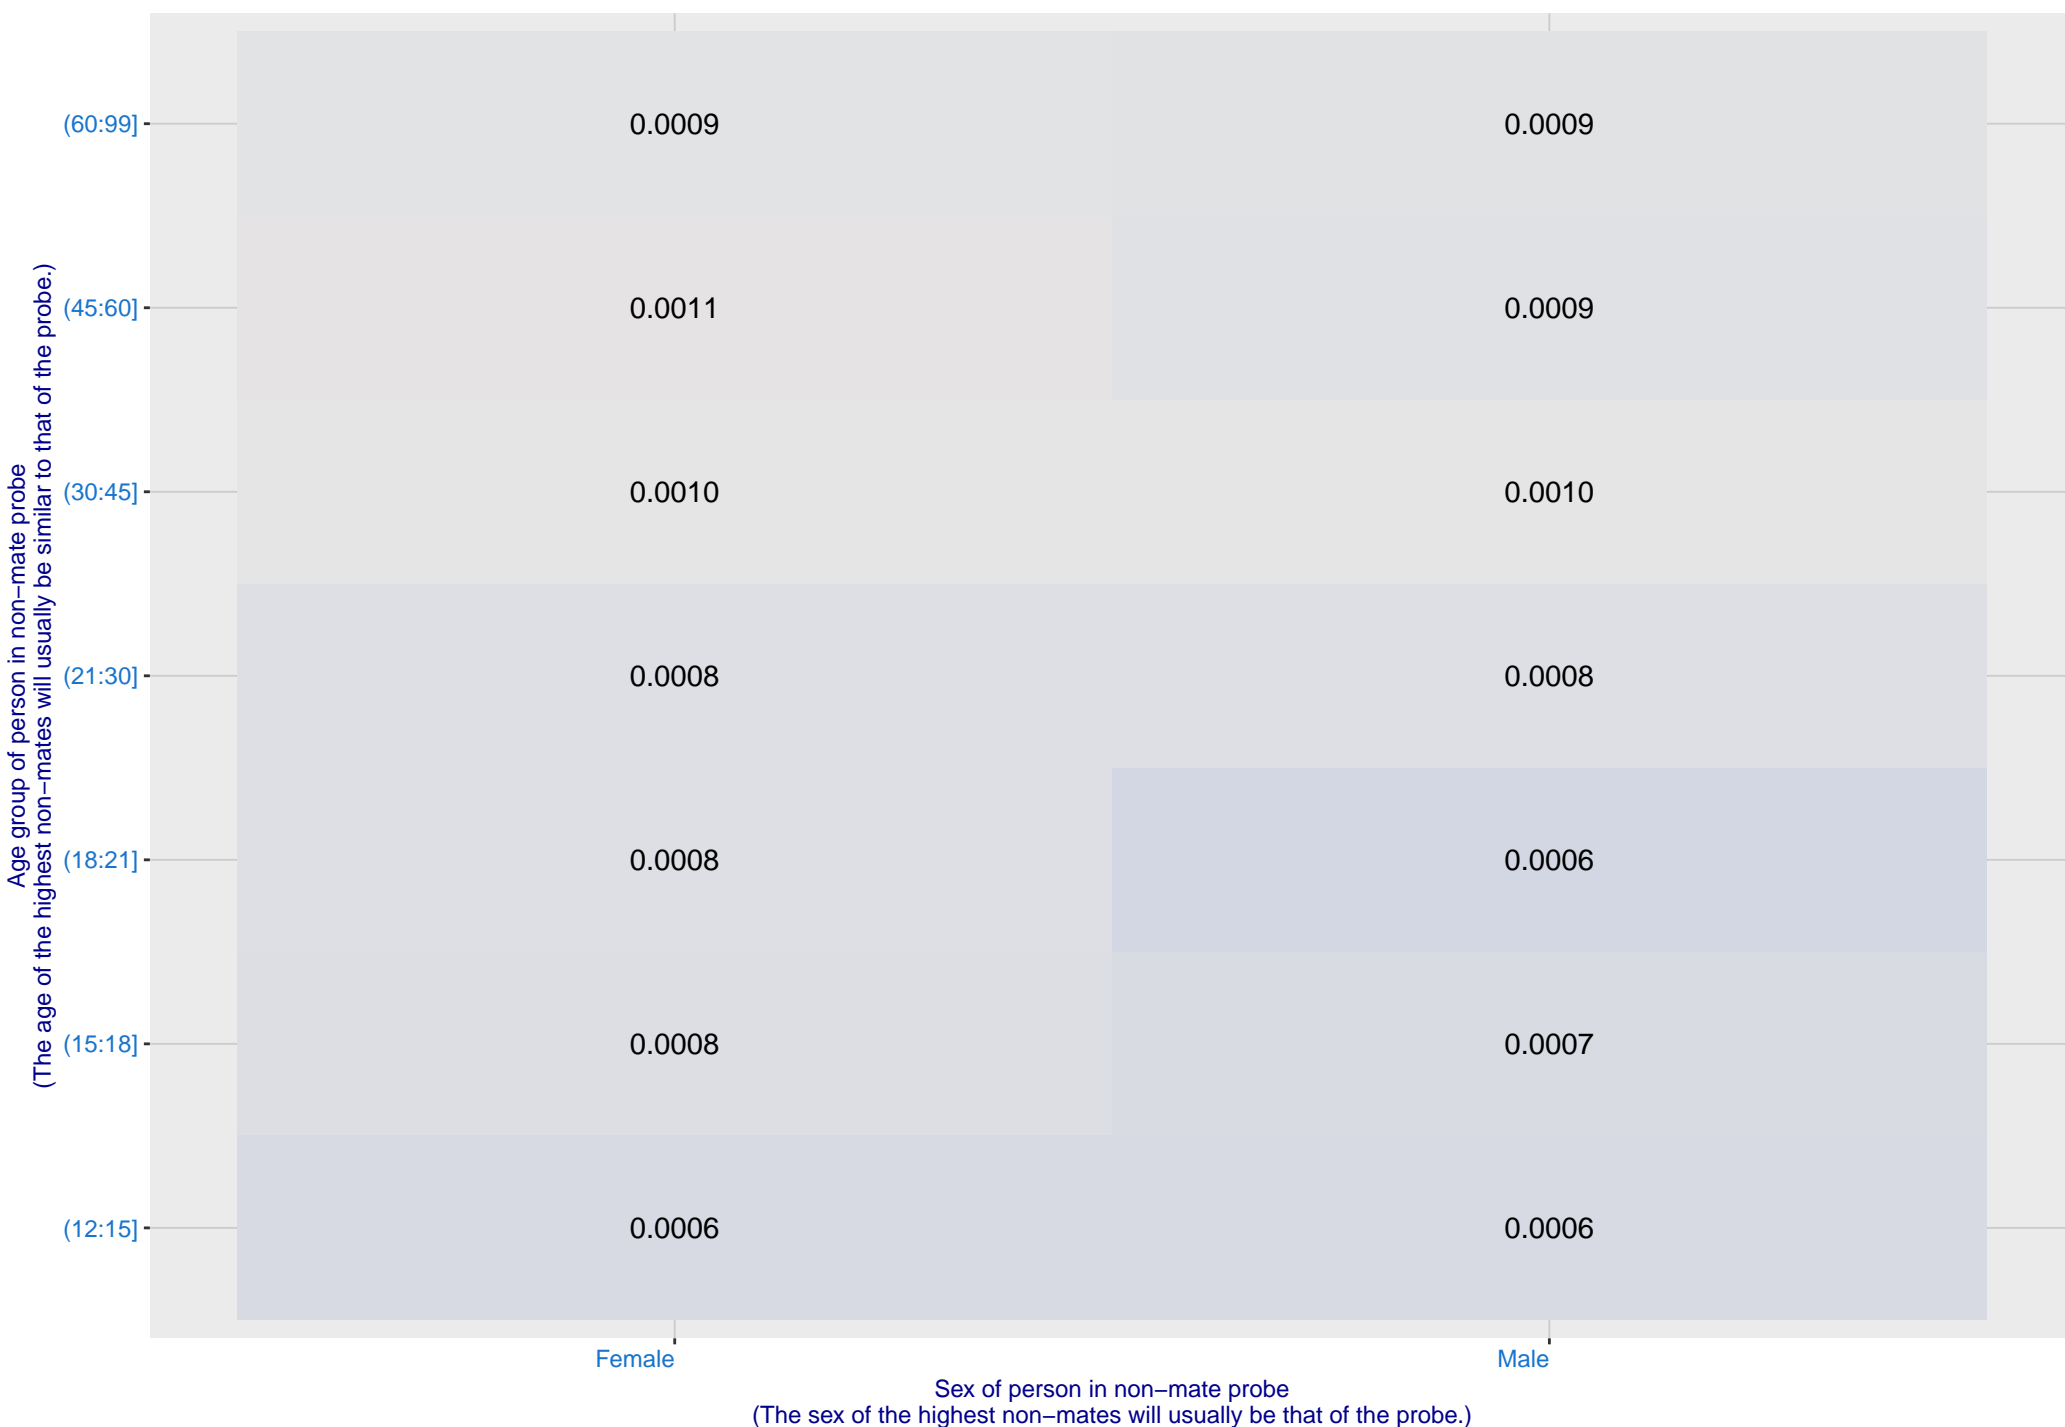 Age group of person in non−mate probe
(The age of the highest non−mates will usually be similar to that of the probe.)
(60:99] 0.0009 0.0009
(45:60] 0.0011 0.0009
(30:45] 0.0010 0.0010
(21:30] 0.0008 0.0008
(18:21] 0.0008 0.0006
(15:18] 0.0008 0.0007
(12:15] 0.0006 0.0006
Female Male
Sex of person in non−mate probe
(The sex of the highest non−mates will usually be that of the probe.)